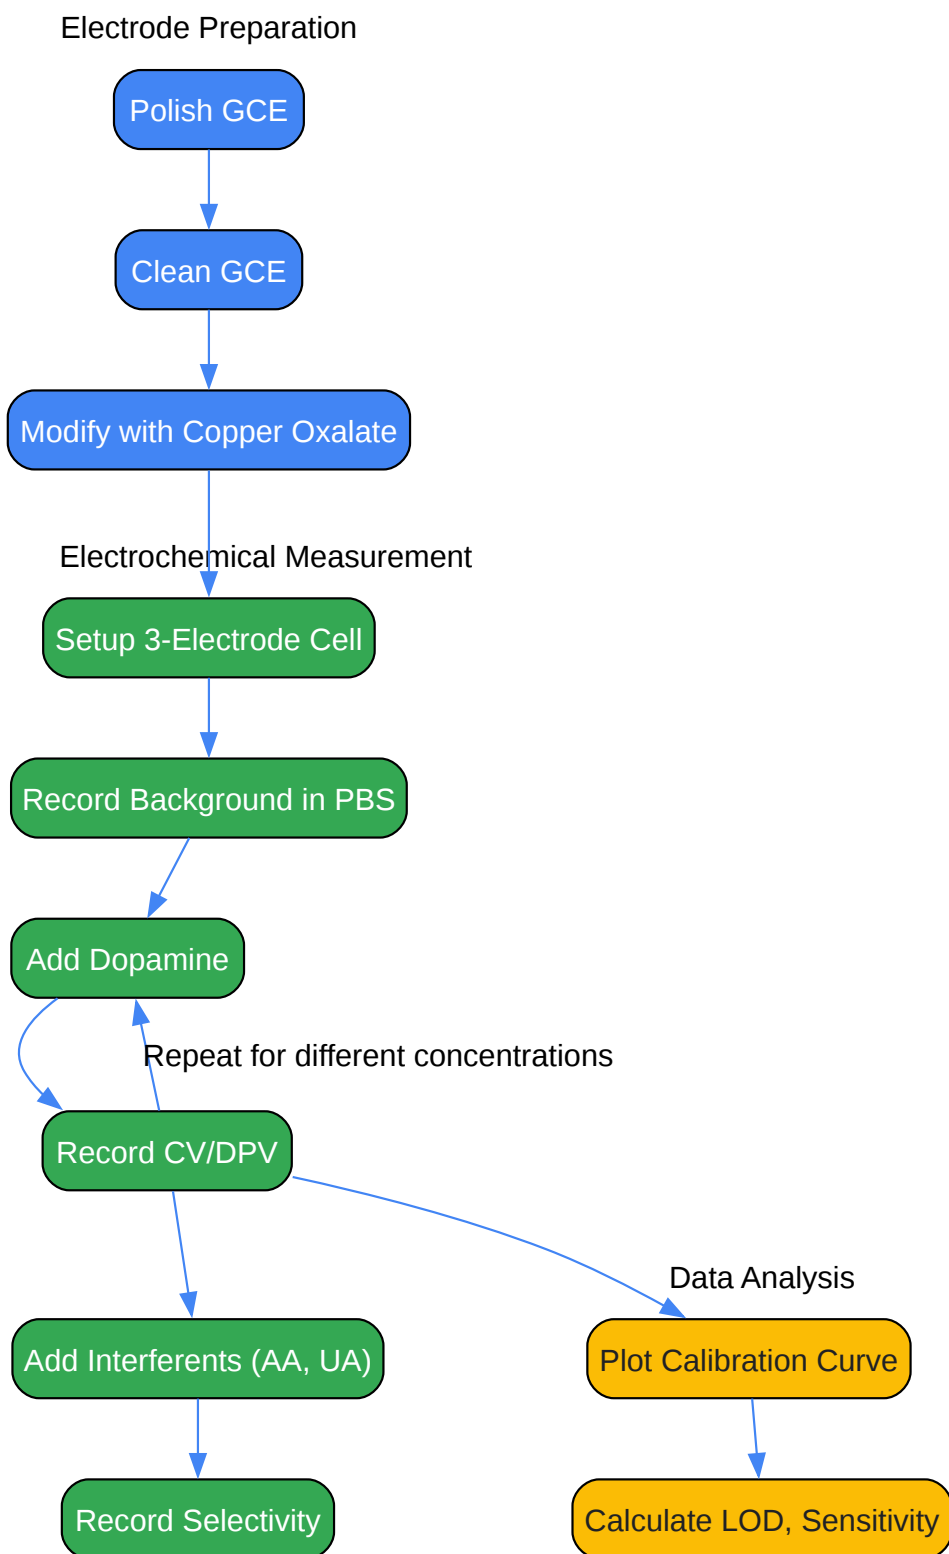 Electrode Preparation
Polish GCE
Clean GCE
Modify with Copper Oxalate
Electrochemical Measurement
Setup 3-Electrode Cell
Record Background in PBS
Add Dopamine
Repeat for different concentrations
Record CV/DPV
Data Analysis
Add Interferents (AA, UA)
Plot Calibration Curve
Record Selectivity
Calculate LOD, Sensitivity